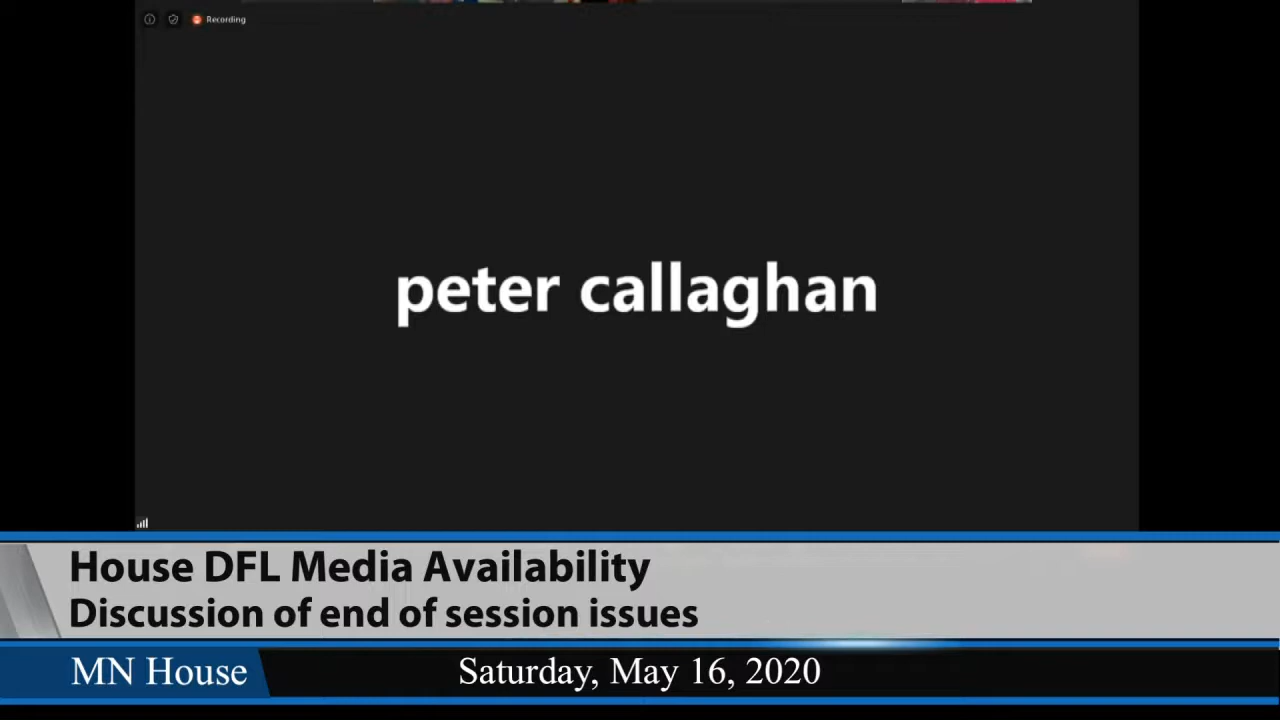 Recording
peter callaghan
House DFL Media Availability
Discussion of end of session issues
MN House
Saturday, May 16, 2020